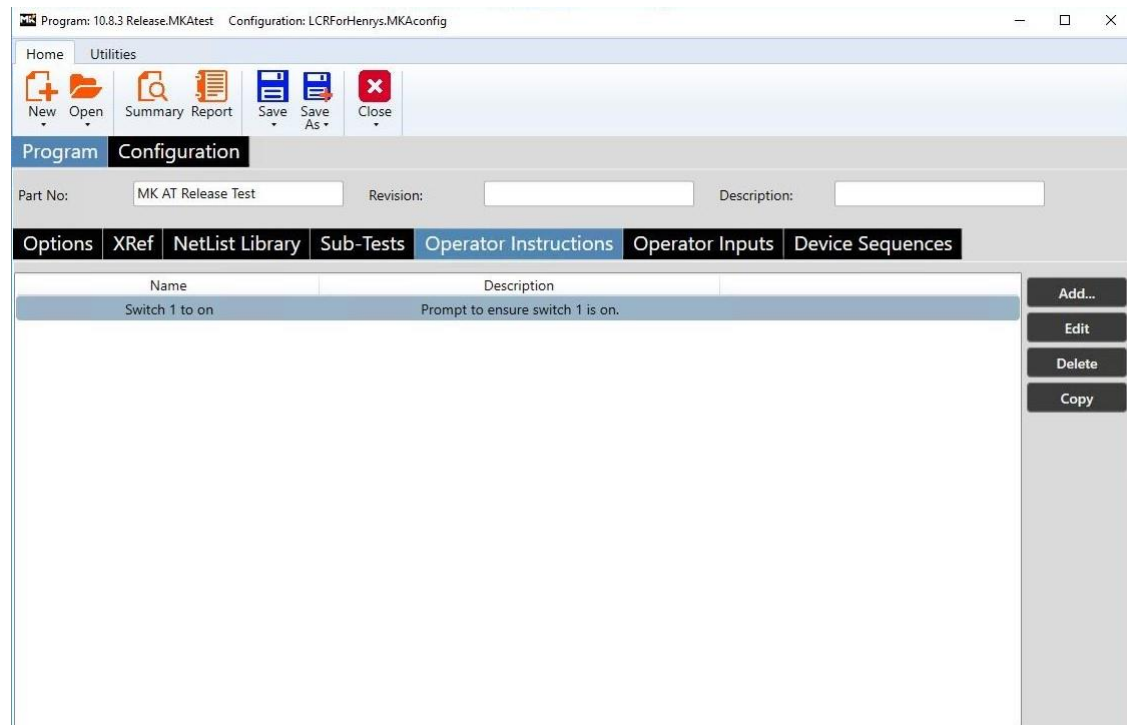 MK Program: 10.8.3 Release.MKAtest Configuration: LCRForHenrys.MKAconfig
Home Utilities
New Open Summary Report Save Save As Close
Program Configuration
Part No: MK AT Release Test Revision: Description:
Options XRef NetList Library Sub-Tests Operator Instructions Operator Inputs Device Sequences
Name Description
Switch 1 to on Prompt to ensure switch 1 is on.
Add...
Edit
Delete
Copy